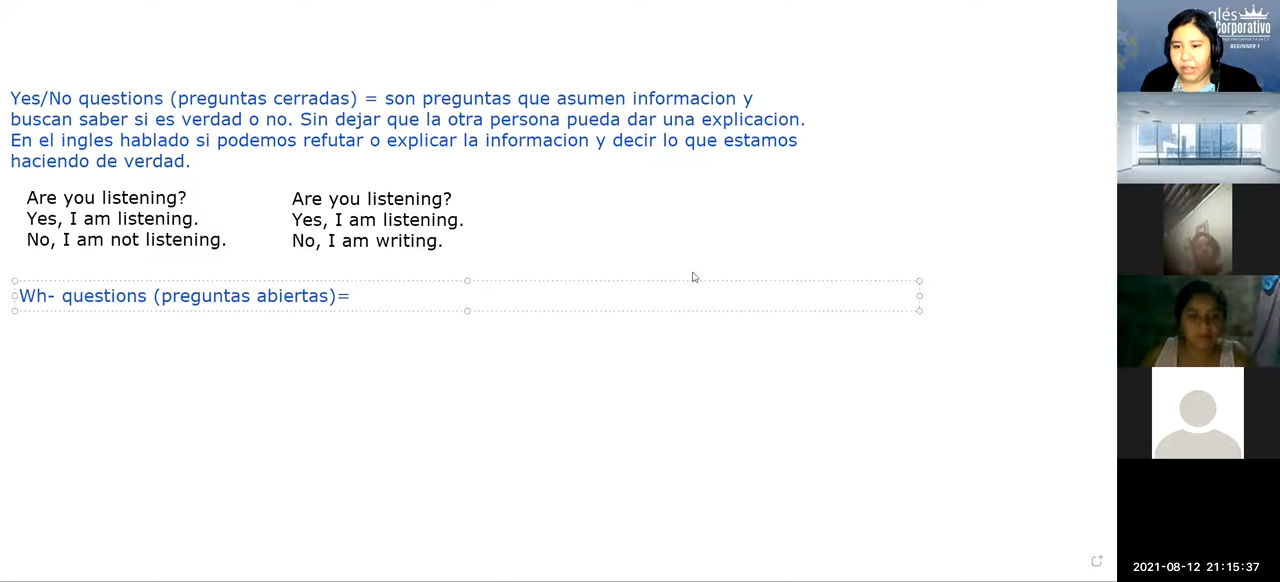 Yes/No questions (preguntas cerradas) = son preguntas que asumen informacion y
buscan saber si es verdad o no. Sin dejar que la otra persona pueda dar una explicacion.
En el ingles hablado si podemos refutar o explicar la informacion y decir lo que estamos
haciendo de verdad.
Are you listening?
Yes, I am listening.
No, I am not listening.
Are you listening?
Yes, I am listening.
No, I am writing.
Wh- questions (preguntas abiertas)=
glés
Corporativo
BEGINNER 1
2021-08-12 21:15:37